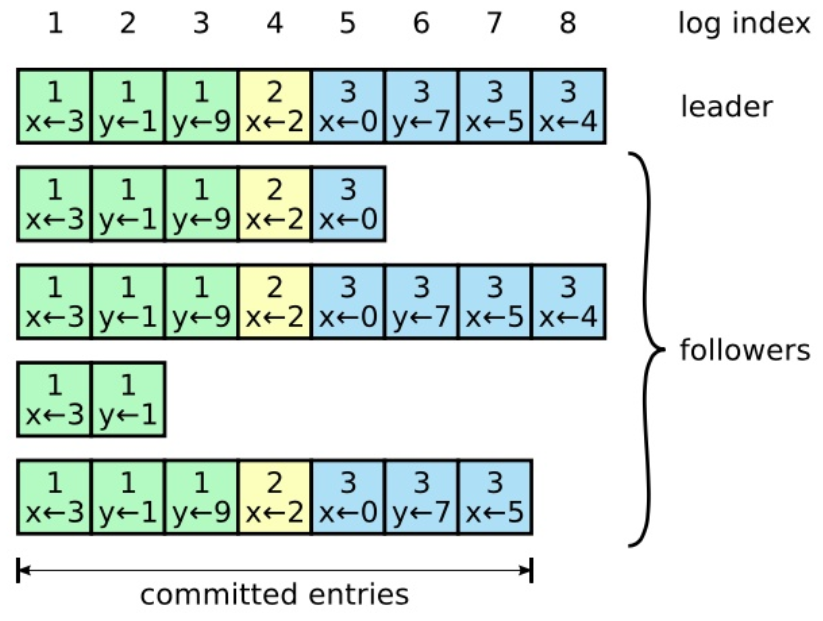 1 2 3 4 5 6 7 8 log index
1 1 1 2 3 3 3 3
x←3 y←1 y←9 x←2 x←0 y←7 x←5 x←4
leader
1 1 1 2 3
x←3 y←1 y←9 x←2 x←0
1 1 1 2 3 3 3 3
x←3 y←1 y←9 x←2 x←0 y←7 x←5 x←4
followers
1 1
x←3 y←1
1 1 1 2 3 3 3
x←3 y←1 y←9 x←2 x←0 y←7 x←5
committed entries